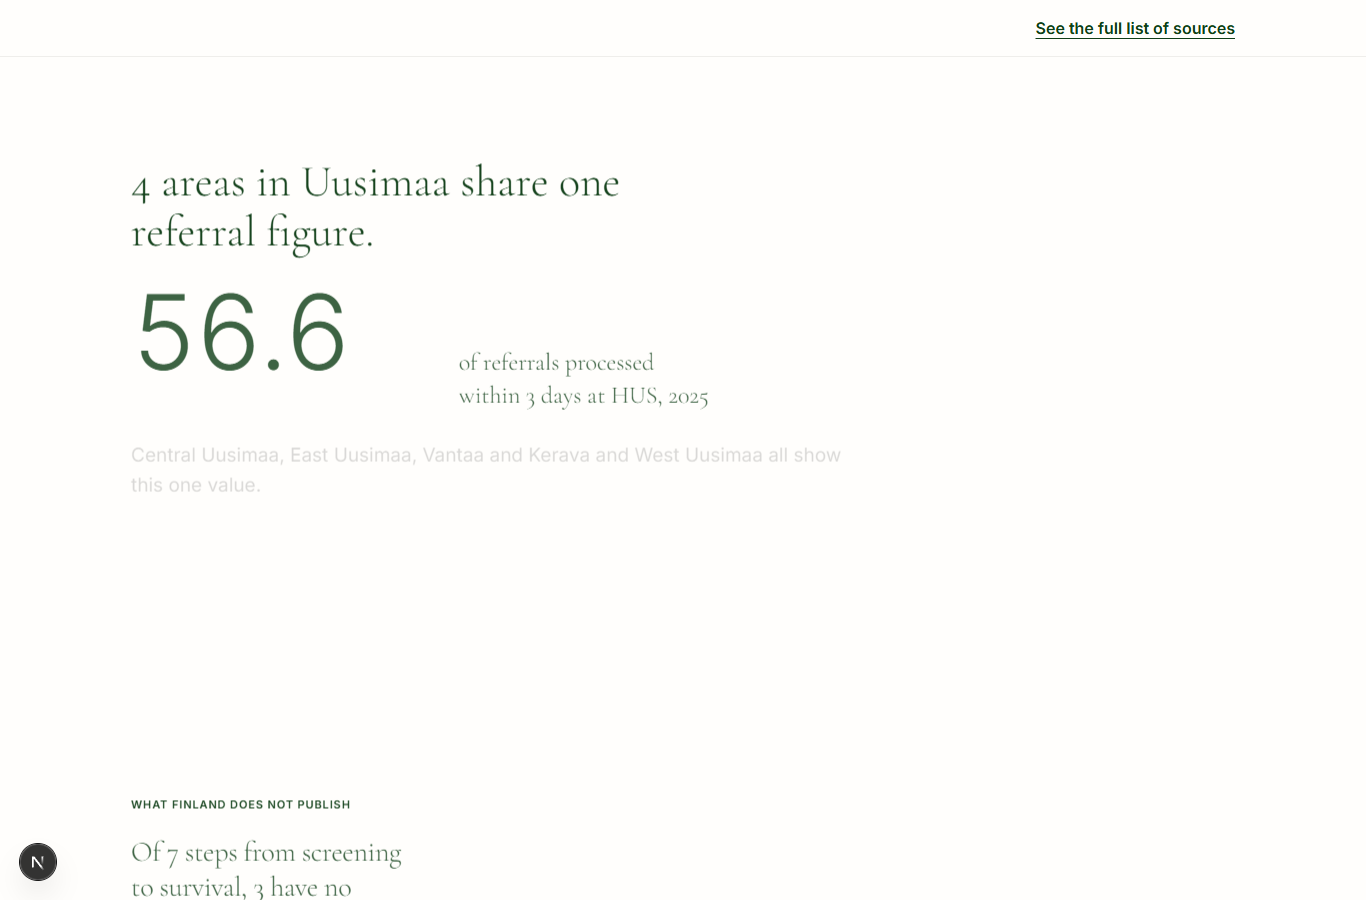 See the full list of sources
4 areas in Uusimaa share one
referral figure.
56.6
of referrals processed
within 3 days at HUS, 2025
Central Uusimaa, East Uusimaa, Vantaa and Kerava and West Uusimaa all show
this one value.
WHAT FINLAND DOES NOT PUBLISH
Of 7 steps from screening
to survival, 3 have no
N